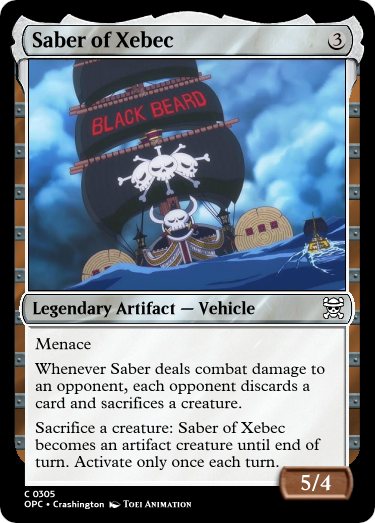 Saber of Xebec 3
BLACK BEARD
Legendary Artifact — Vehicle
Menace
Whenever Saber deals combat damage to
an opponent, each opponent discards a
card and sacrifices a creature.
Sacrifice a creature: Saber of Xebec
becomes an artifact creature until end of
turn. Activate only once each turn.
5/4
C 0305
OPC • Crashington TOEI ANIMATION